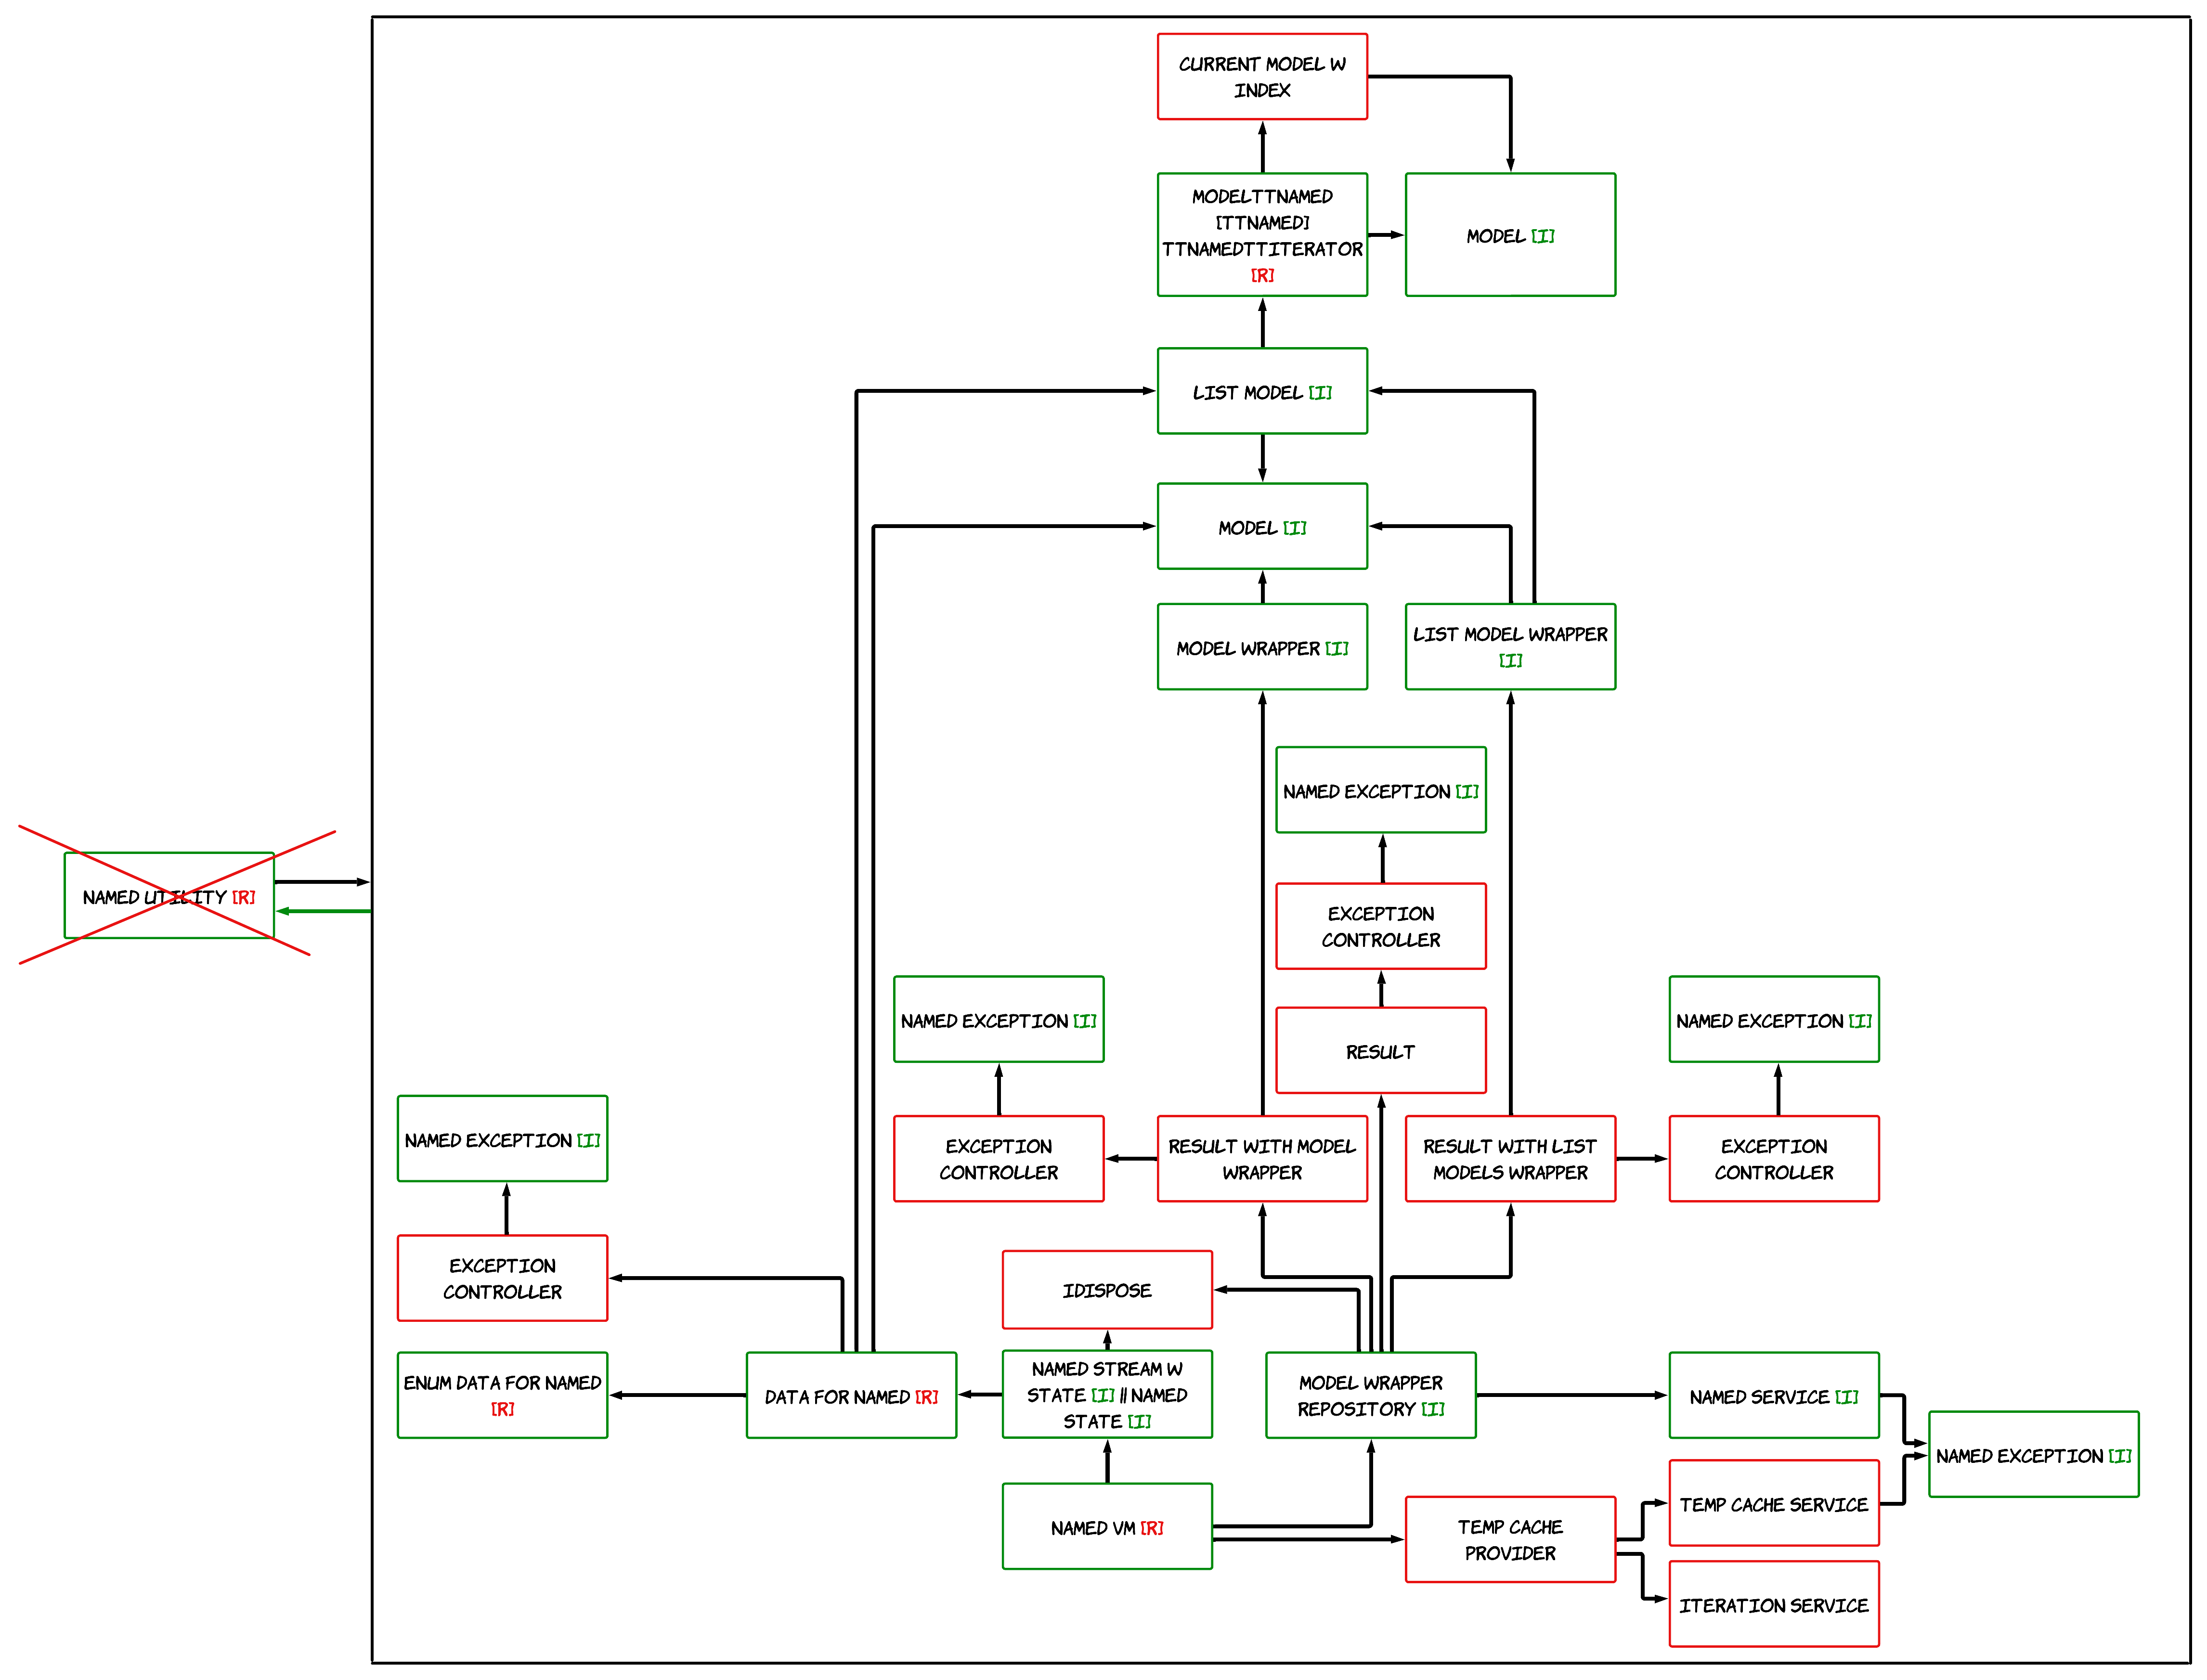 CURRENT MODEL W
INDEX
MODELTTNAMED
[TTNAMED]
TTNAMEDTTITERATOR
[R]
MODEL [I]
LIST MODEL [I]
MODEL [I]
MODEL WRAPPER [I]
LIST MODEL WRAPPER
[I]
NAMED EXCEPTION [I]
NAMED UTILITY [R]
EXCEPTION
CONTROLLER
NAMED EXCEPTION [I]
RESULT
NAMED EXCEPTION [I]
NAMED EXCEPTION [I]
EXCEPTION
CONTROLLER
RESULT WITH MODEL
WRAPPER
RESULT WITH LIST
MODELS WRAPPER
EXCEPTION
CONTROLLER
EXCEPTION
CONTROLLER
IDISPOSE
ENUM DATA FOR NAMED
[R]
DATA FOR NAMED [R]
NAMED STREAM W
STATE [I] || NAMED
STATE [I]
MODEL WRAPPER
REPOSITORY [I]
NAMED SERVICE [I]
NAMED EXCEPTION [I]
NAMED VM [R]
TEMP CACHE
PROVIDER
TEMP CACHE SERVICE
ITERATION SERVICE